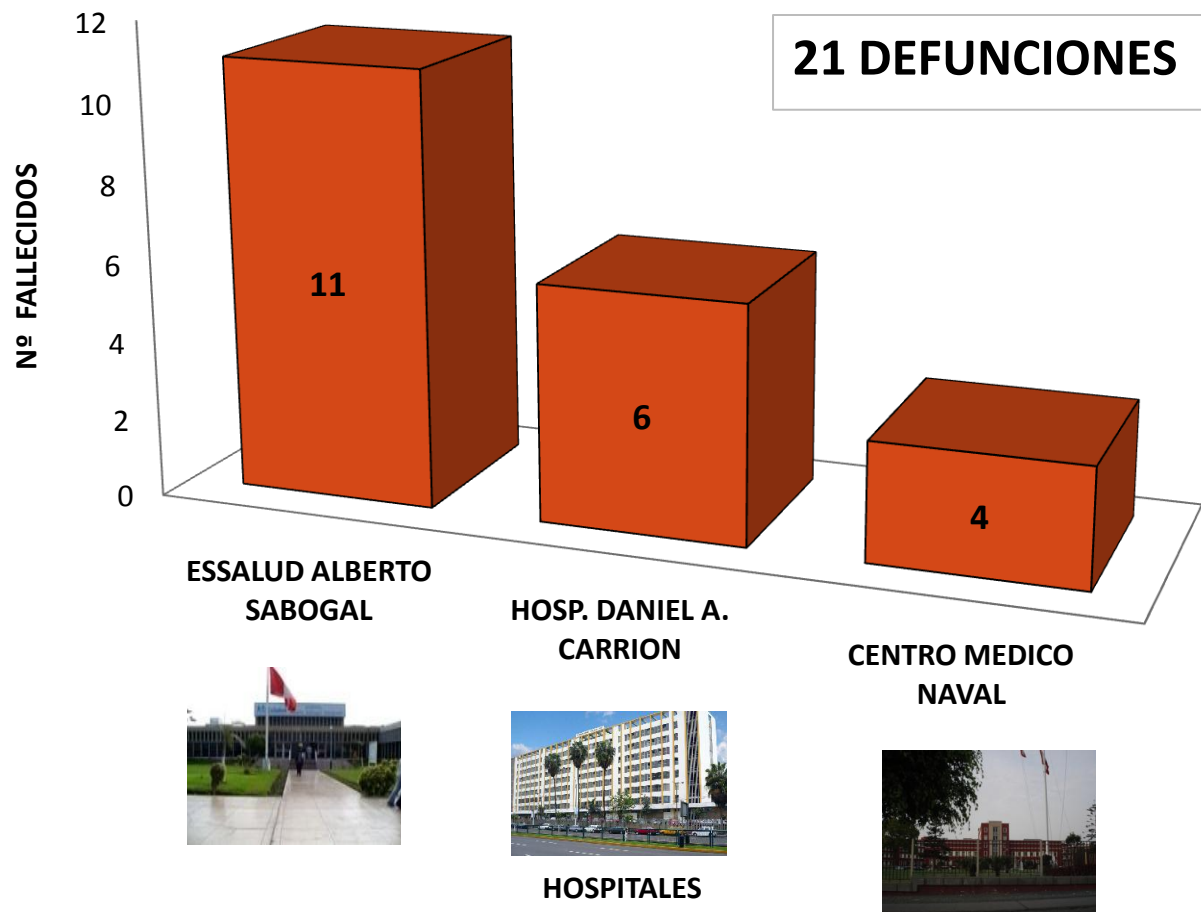 21 DEFUNCIONES
Nº FALLECIDOS
12
10
8
6
4
2
0
11
6
4
ESSALUD ALBERTO
SABOGAL
HOSP. DANIEL A.
CARRION
CENTRO MEDICO
NAVAL
HOSPITALES